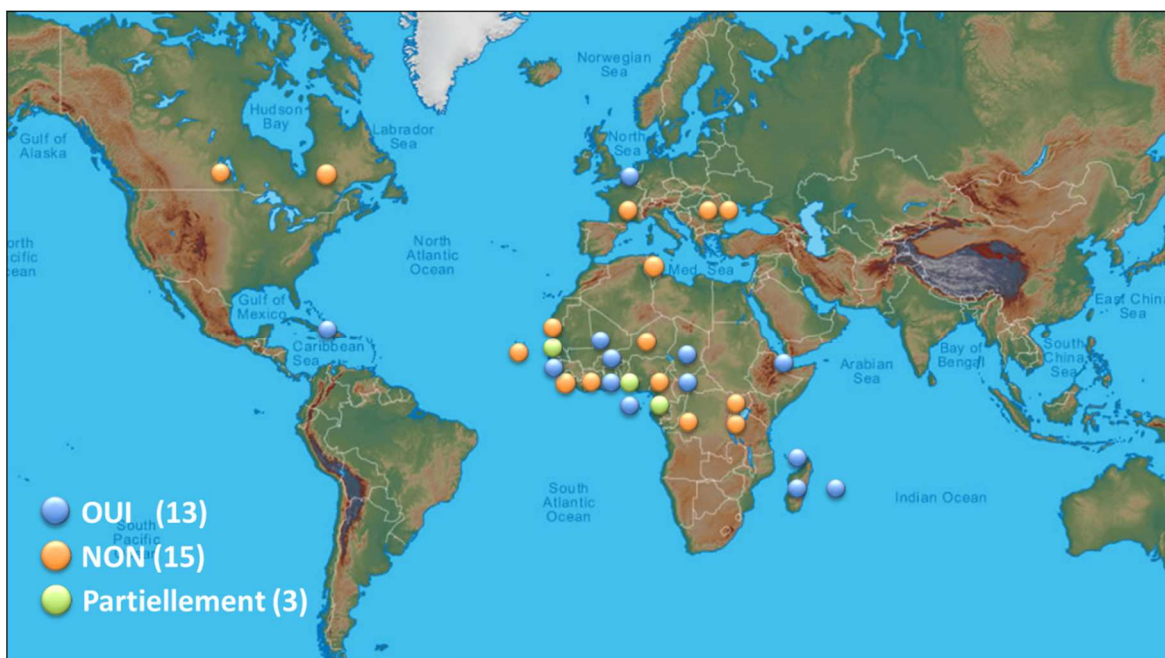 Norwegian
Sea
Hudson
Bay
Labrador
Sea
Gulf of
Alaska
North
Sea
North
Atlantic
Ocean
Med. Sea
Gulf of
Mexico
Caribbean
Sea
Arabian
Sea
Bay of
Bengal
East China
Sea
South
China
Sea
South
Atlantic
Ocean
Indian Ocean
OUI (13)
South
Pacific
NON (15)
Partiellement (3)